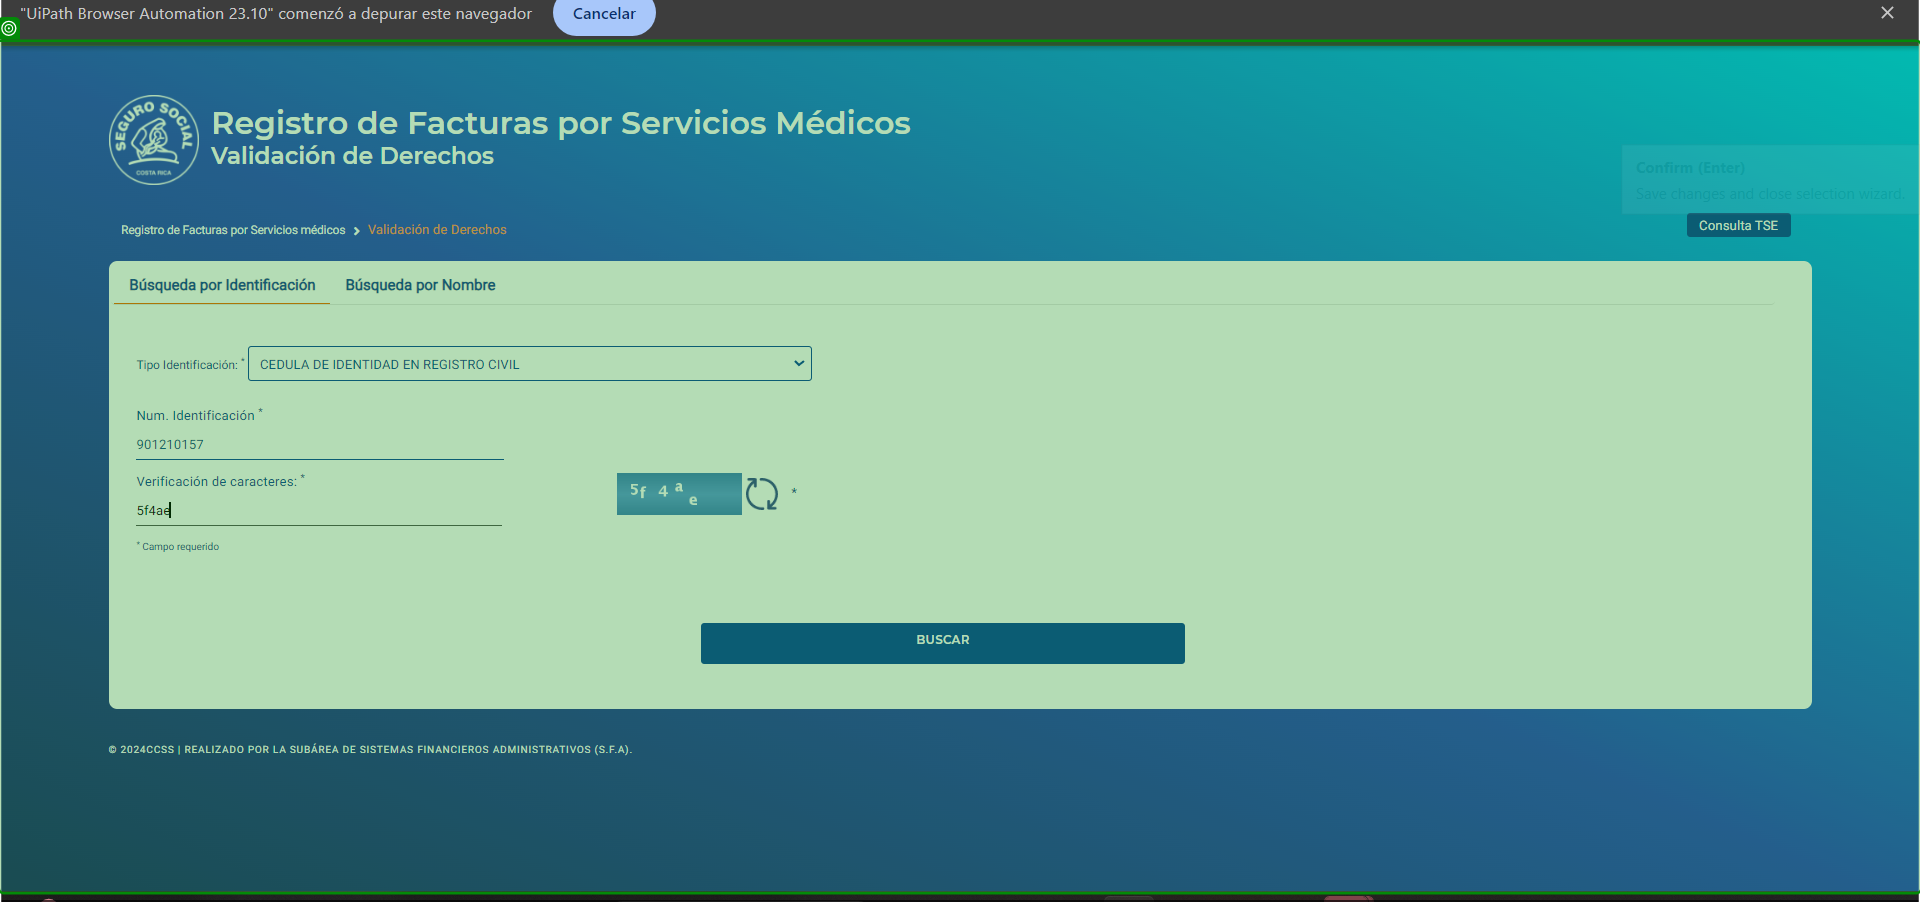 "UiPath Browser Automation 23.10" comenzó a depurar este navegador
Cancelar
SEGURO SOCIAL
COSTA RICA
Registro de Facturas por Servicios Médicos
Validación de Derechos
Confirm (Enter)
Save changes and close selection wizard.
Registro de Facturas por Servicios médicos > Validación de Derechos
Consulta TSE
Búsqueda por Identificación
Búsqueda por Nombre
Tipo Identificación: *
CEDULA DE IDENTIDAD EN REGISTRO CIVIL
Num. Identificación *
901210157
Verificación de caracteres: *
5f4ae
5f 4 a e
*
* Campo requerido
BUSCAR
© 2024CCSS | REALIZADO POR LA SUBÁREA DE SISTEMAS FINANCIEROS ADMINISTRATIVOS (S.F.A).